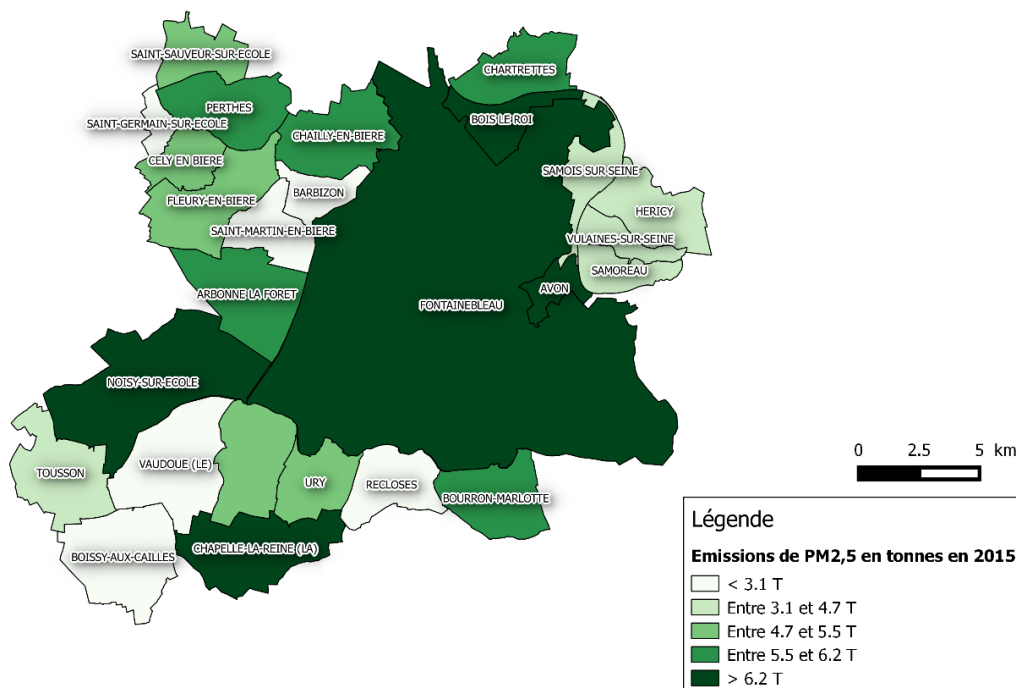 SAINT-SAUVEUR-SUR-ECOLE
CHARTRETTES
PERTHES
SAINT-GERMAIN-SUR-ECOLE
BOIS LE ROI
CHAILLY-EN-BIERE
CELY EN BIERE
SAMOIS SUR SEINE
BARBIZON
FLEURY-EN-BIERE
HERICY
SAINT-MARTIN-EN-BIERE
VULAINES-SUR-SEINE
SAMOREAU
AVON
ARBONNE LA FORET
FONTAINEBLEAU
NOISY-SUR-ECOLE
TOUSSON
VAUDOUE (LE)
URY
RECLOSES
BOURRON-MARLOTTE
BOISSY-AUX-CAILLES
CHAPELLE-LA-REINE (LA)
0 2.5 5 km
Légende
Emissions de PM2,5 en tonnes en 2015
< 3.1 T
Entre 3.1 et 4.7 T
Entre 4.7 et 5.5 T
Entre 5.5 et 6.2 T
> 6.2 T